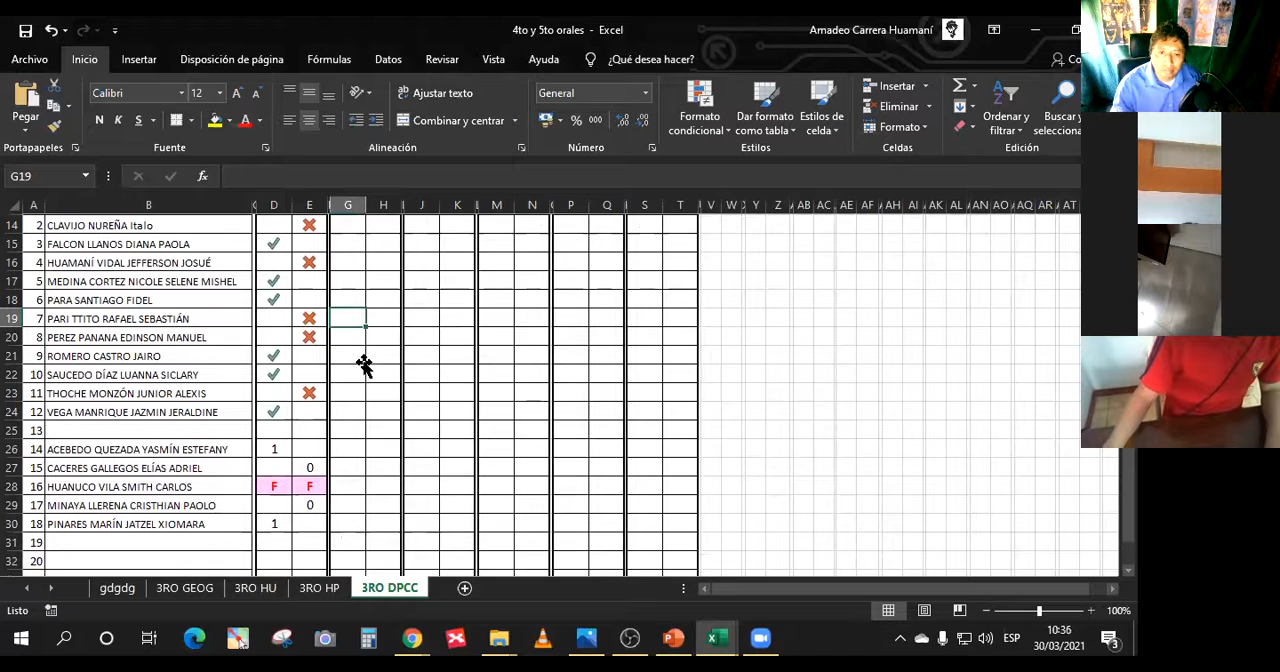 4to y 5to orales - Excel
Amadeo Carrera Huamaní
Archivo Inicio Insertar Disposición de página Fórmulas Datos Revisar Vista Ayuda ¿Qué desea hacer? Co
Pegar
Calibri 12
N K S
Ajustar texto
Combinar y centrar
General
% 000
Formato condicional
Dar formato como tabla
Estilos de celda
Insertar
Eliminar
Formato
Ordenar y filtrar
Buscar y selecciona
Portapapeles Fuente Alineación Número Estilos Celdas Edición
G19 fx
A B D E G H J K M N P Q S T V W X Y Z AB AC AE AF AH AI AK AL AN AO AQ AR AT
14 2 CLAVIJO NUREÑA Italo
15 3 FALCON LLANOS DIANA PAOLA
16 4 HUAMANÍ VIDAL JEFFERSON JOSUÉ
17 5 MEDINA CORTEZ NICOLE SELENE MISHEL
18 6 PARA SANTIAGO FIDEL
19 7 PARI TTITO RAFAEL SEBASTIÁN
20 8 PEREZ PANANA EDINSON MANUEL
21 9 ROMERO CASTRO JAIRO
22 10 SAUCEDO DÍAZ LUANNA SICLARY
23 11 THOCHE MONZÓN JUNIOR ALEXIS
24 12 VEGA MANRIQUE JAZMIN JERALDINE
25 13
26 14 ACEBEDO QUEZADA YASMÍN ESTEFANY 1
27 15 CACERES GALLEGOS ELÍAS ADRIEL 0
28 16 HUANUCO VILA SMITH CARLOS F F
29 17 MINAYA LLERENA CRISTHIAN PAOLO 0
30 18 PINARES MARÍN JATZEL XIOMARA 1
31 19
32 20
gdgdg 3RO GEOG 3RO HU 3RO HP 3RO DPCC
Listo 100%
ESP 10:36
30/03/2021 3